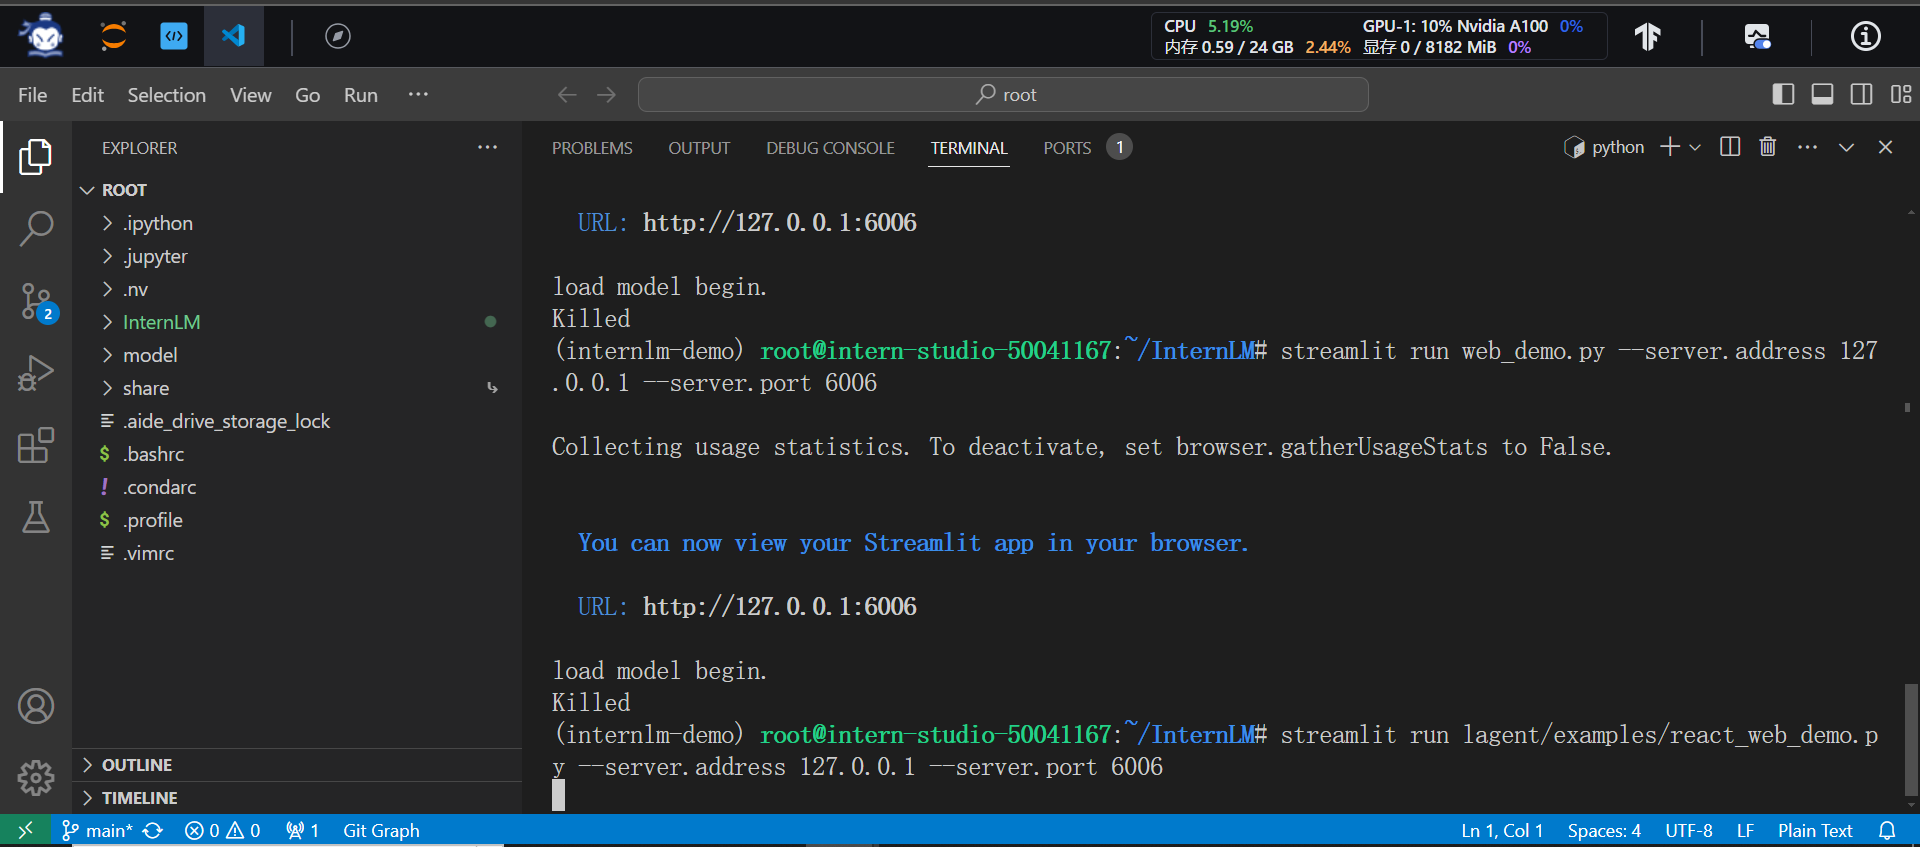 CPU 5.19% GPU-1: 10% Nvidia A100 0%
内存 0.59 / 24 GB 2.44% 显存 0 / 8182 MiB 0%
File Edit Selection View Go Run ··· root
EXPLORER ···
PROBLEMS OUTPUT DEBUG CONSOLE TERMINAL PORTS 1 python ···
ROOT
.ipython
.jupyter
.nv
InternLM
model
share
.aide_drive_storage_lock
$ .bashrc
! .condarc
$ .profile
.vimrc
2
OUTLINE
TIMELINE
URL: http://127.0.0.1:6006
load model begin.
Killed
(internlm-demo) root@intern-studio-50041167:~/InternLM# streamlit run web_demo.py --server.address 127
.0.0.1 --server.port 6006
Collecting usage statistics. To deactivate, set browser.gatherUsageStats to False.
You can now view your Streamlit app in your browser.
URL: http://127.0.0.1:6006
load model begin.
Killed
(internlm-demo) root@intern-studio-50041167:~/InternLM# streamlit run lagent/examples/react_web_demo.p
y --server.address 127.0.0.1 --server.port 6006
main* 0 0 1 Git Graph Ln 1, Col 1 Spaces: 4 UTF-8 LF Plain Text